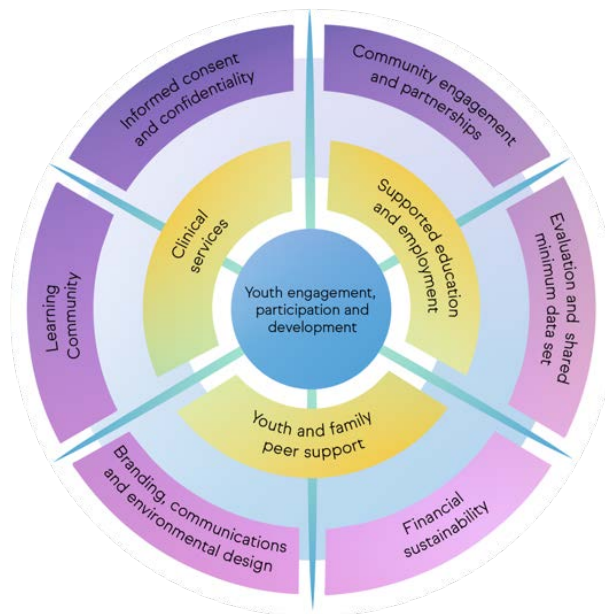 Informed consent
and confidentiality
Community engagement
and partnerships
Clinical
services
Supported education
and employment
Evaluation and shared
minimum data set
Learning
Community
Youth engagement,
participation and
development
Youth and family
peer support
Branding, communications
and environmental design
Financial
sustainability